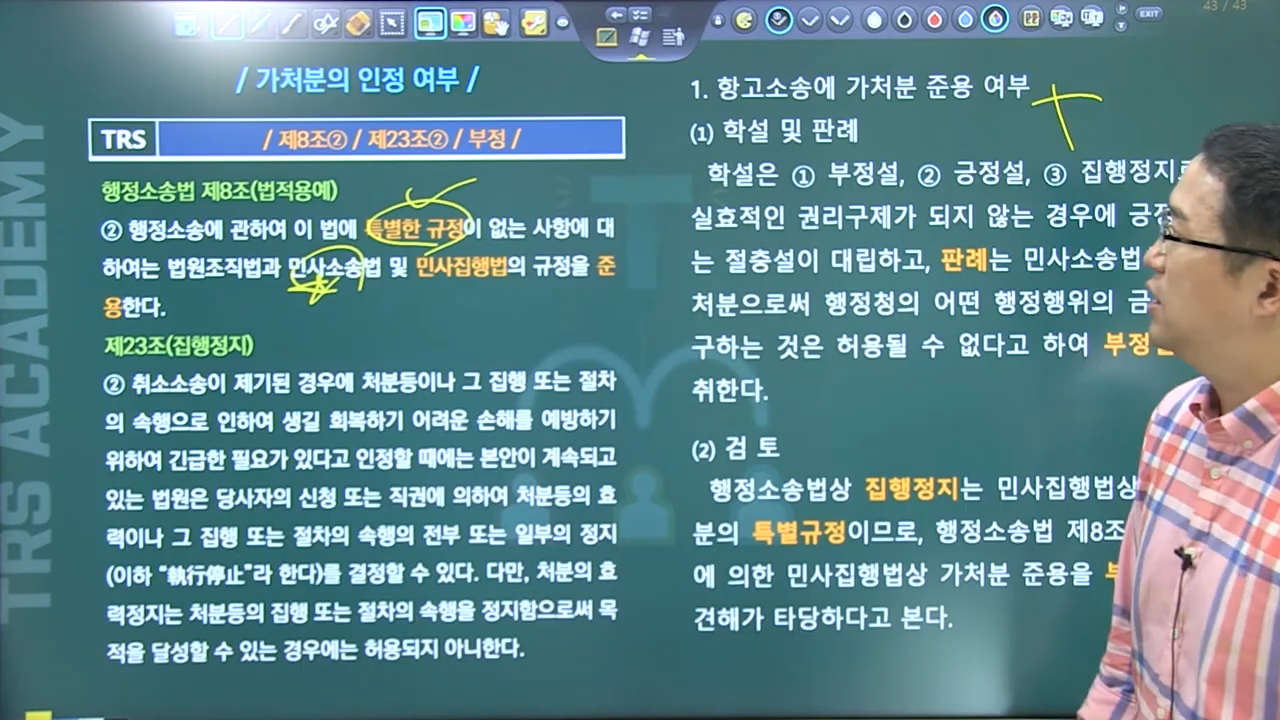 43 / 43
EXIT
/ 가처분의 인정 여부 /
TRS
/ 제8조② / 제23조② / 부정 /
행정소송법 제8조(법적용예)
② 행정소송에 관하여 이 법에 특별한 규정이 없는 사항에 대
하여는 법원조직법과 민사소송법 및 민사집행법의 규정을 준
용한다.
제23조(집행정지)
② 취소소송이 제기된 경우에 처분등이나 그 집행 또는 절차
의 속행으로 인하여 생길 회복하기 어려운 손해를 예방하기
위하여 긴급한 필요가 있다고 인정할 때에는 본안이 계속되고
있는 법원은 당사자의 신청 또는 직권에 의하여 처분등의 효
력이나 그 집행 또는 절차의 속행의 전부 또는 일부의 정지
(이하 “執行停止”라 한다)를 결정할 수 있다. 다만, 처분의 효
력정지는 처분등의 집행 또는 절차의 속행을 정지함으로써 목
적을 달성할 수 있는 경우에는 허용되지 아니한다.
1. 항고소송에 가처분 준용 여부
(1) 학설 및 판례
학설은 ① 부정설, ② 긍정설, ③ 집행정지
실효적인 권리구제가 되지 않는 경우에
는 절충설이 대립하고, 판례는 민사소송법
처분으로써 행정청의 어떤 행정행위의
구하는 것은 허용될 수 없다고 하여
취한다.
(2) 검 토
행정소송법상 집행정지는 민사집행법상
분의 특별규정이므로, 행정소송법 제8조
에 의한 민사집행법상 가처분 준용을
견해가 타당하다고 본다.
TRS ACADEMY